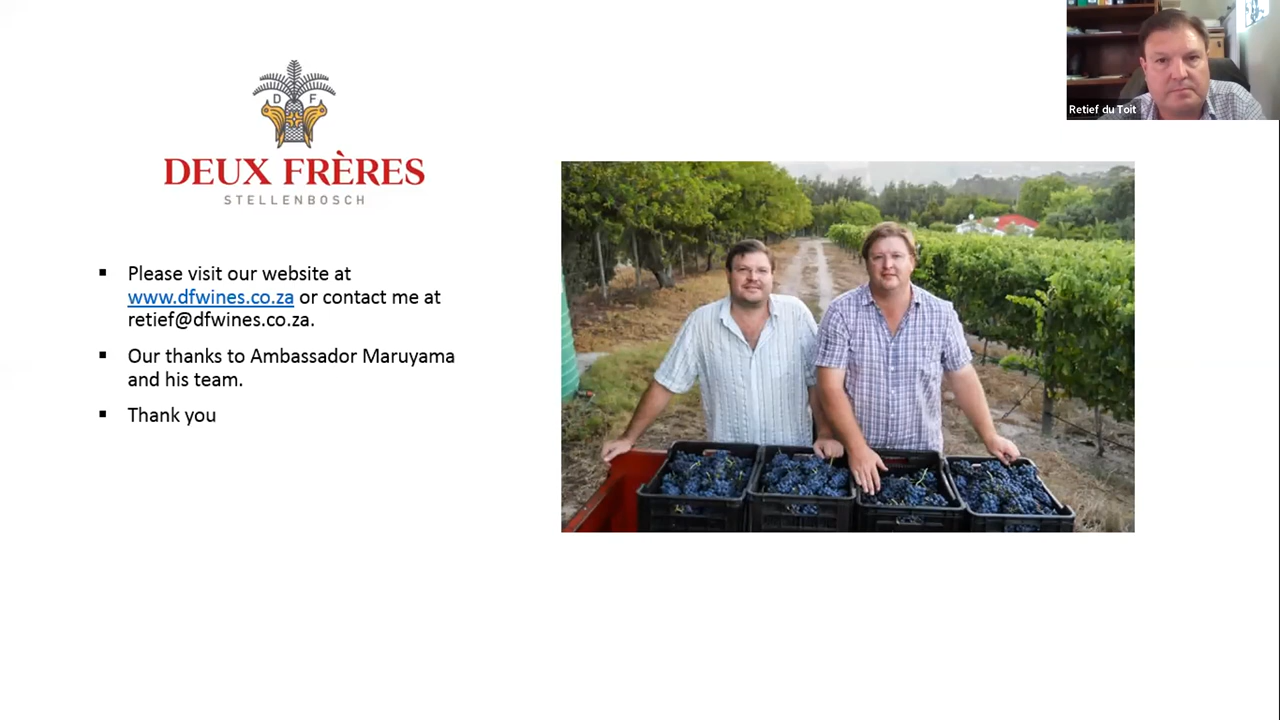 D F
DEUX FRÈRES
STELLENBOSCH
▪ Please visit our website at
www.dfwines.co.za or contact me at
retief@dfwines.co.za.
▪ Our thanks to Ambassador Maruyama
and his team.
▪ Thank you
Retief du Toit